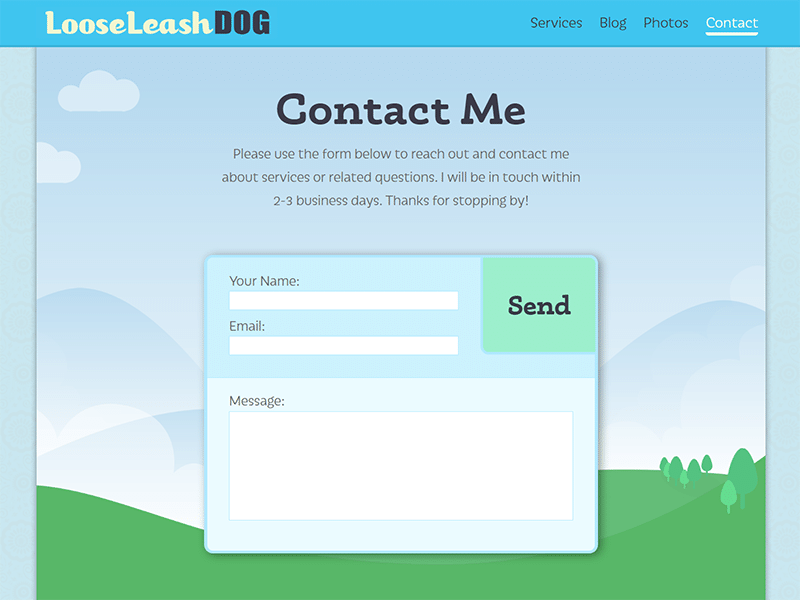 LooseLeashDOG
Services Blog Photos Contact
Contact Me
Please use the form below to reach out and contact me
about services or related questions. I will be in touch within
2-3 business days. Thanks for stopping by!
Your Name:
Send
Email:
Message: